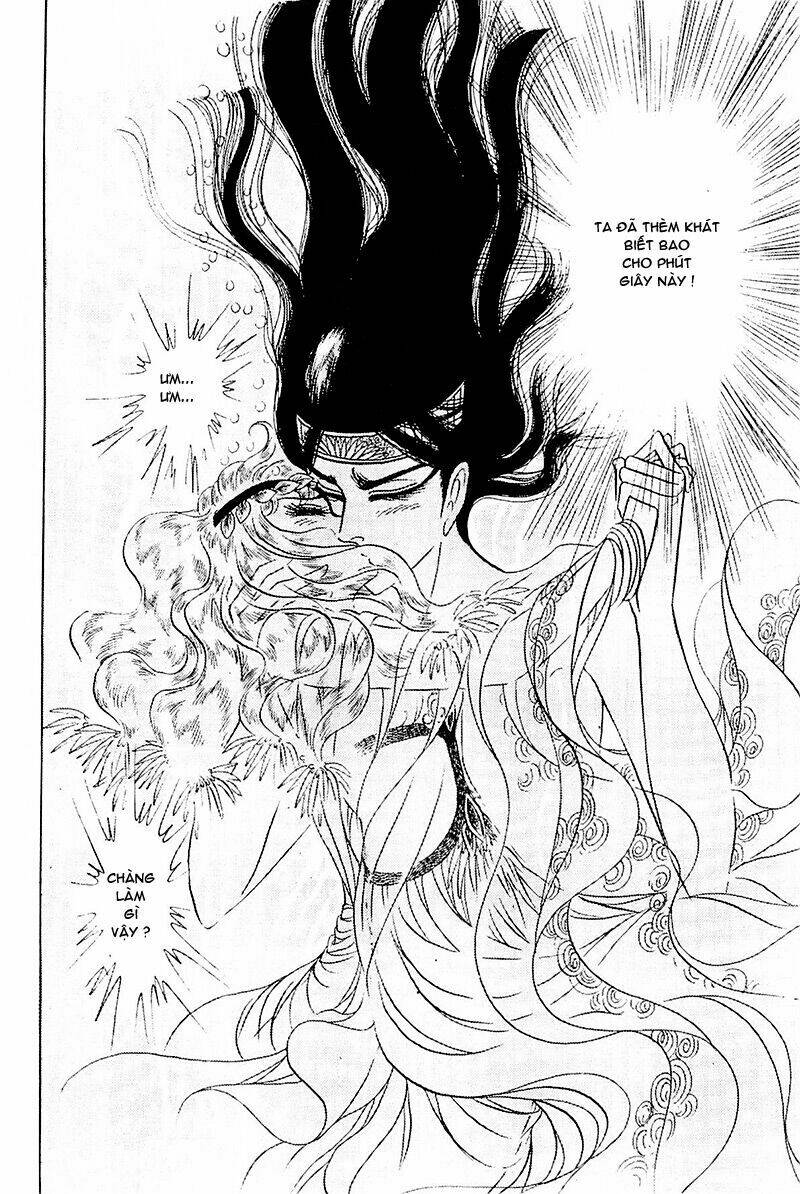 TA ĐÃ THÈM KHÁT
BIẾT BAO
CHO PHÚT
GIÂY NÀY !
ƯM...
ƯM...
CHÀNG
LÀM
GÌ
VẬY ?